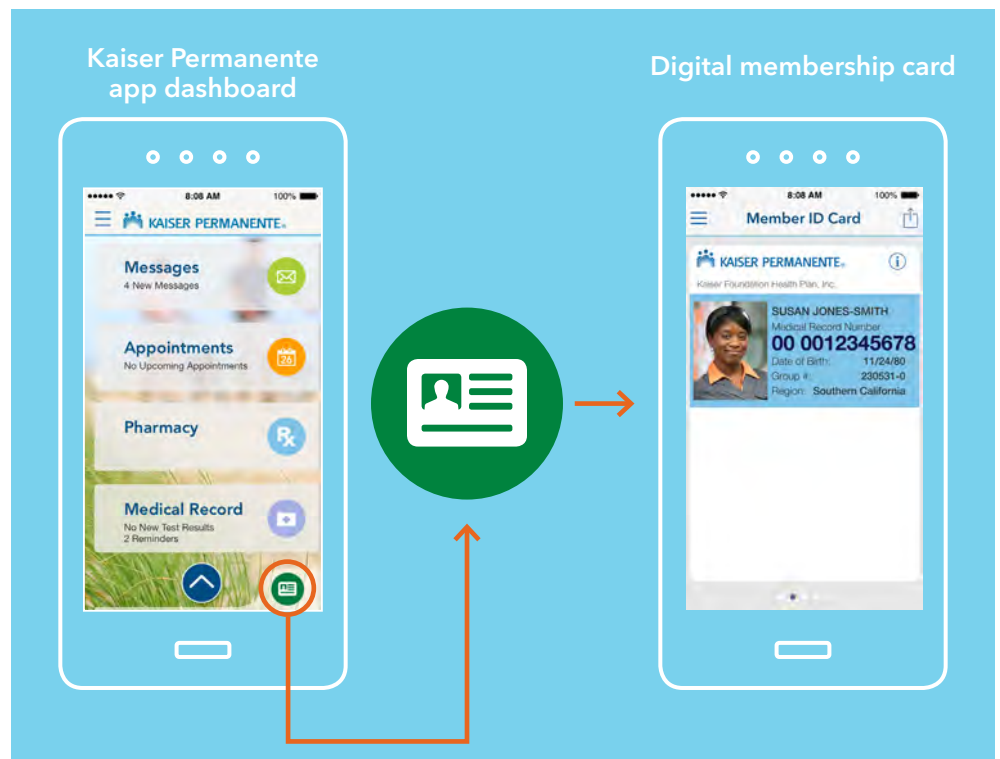 Kaiser Permanente
app dashboard
Digital membership card
8:08 AM 100%
KAISER PERMANENTE®
Messages
4 New Messages
Appointments
No Upcoming Appointments
26
Pharmacy
Rx
Medical Record
No New Test Results
2 Reminders
8:08 AM 100%
Member ID Card
KAISER PERMANENTE®
i
Kaiser Foundation Health Plan, Inc.
SUSAN JONES-SMITH
Medical Record Number
00 0012345678
Date of Birth: 11/24/80
Group #: 230531-0
Region: Southern California